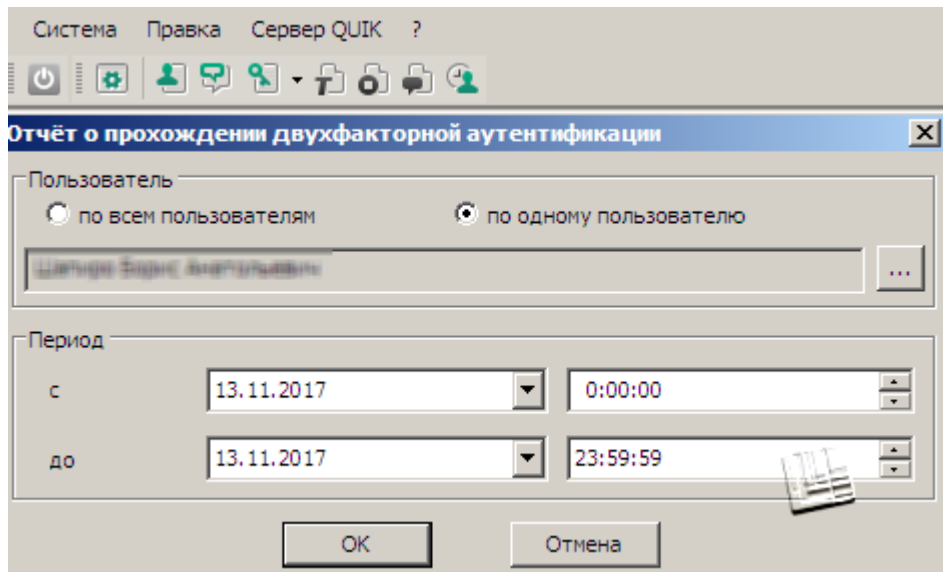 Система Правка Сервер QUIK ?
Отчёт о прохождении двухфакторной аутентификации
Пользователь
по всем пользователям по одному пользователю
...
Период
с 13.11.2017 0:00:00
до 13.11.2017 23:59:59
OK Отмена